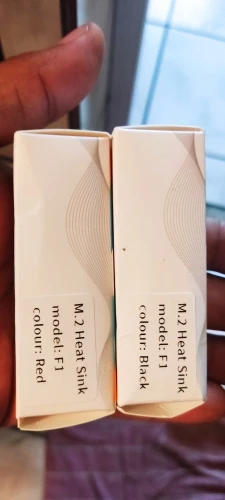 M.2 Heat Sink
model: F1
colour: Red
M.2 Heat Sink
model: F1
colour: Black